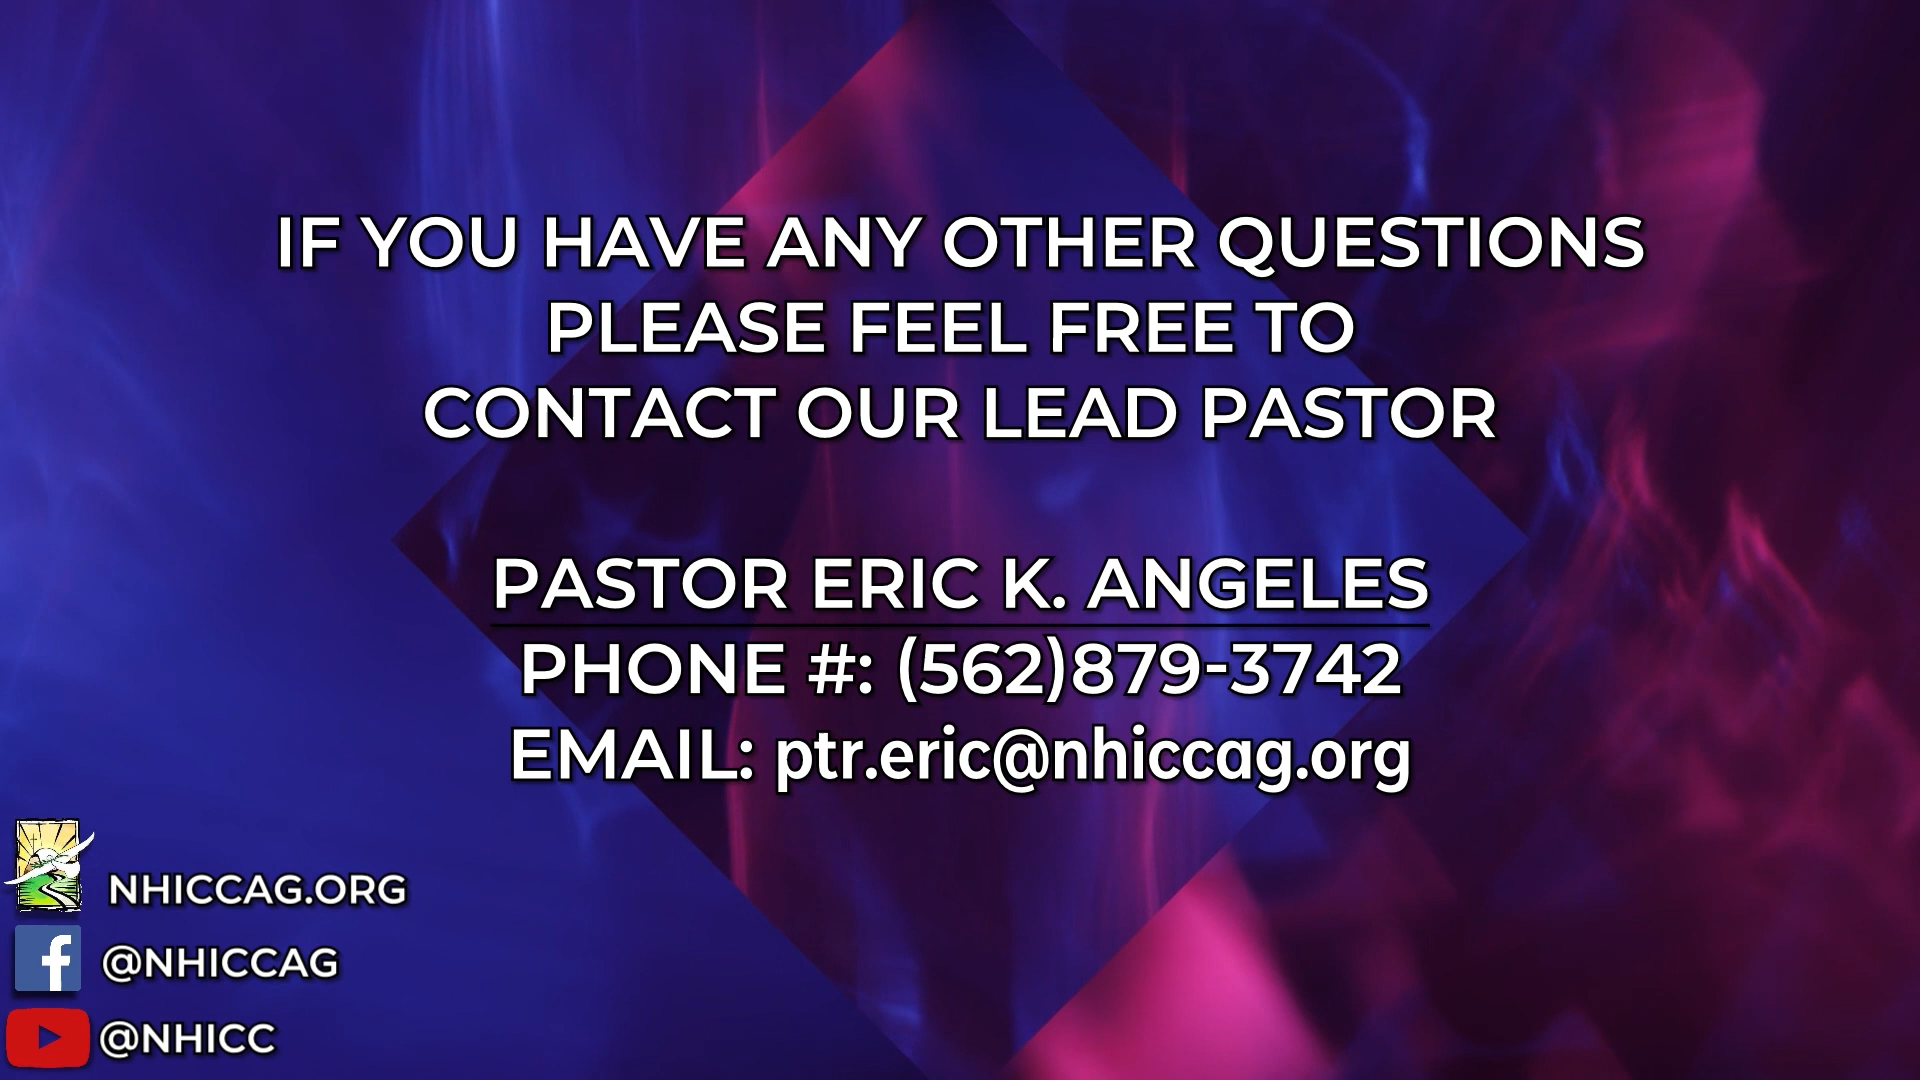 IF YOU HAVE ANY OTHER QUESTIONS
PLEASE FEEL FREE TO
CONTACT OUR LEAD PASTOR
PASTOR ERIC K. ANGELES
PHONE #: (562)879-3742
EMAIL: ptr.eric@nhiccag.org
NHICCAG.ORG
@NHICCAG
@NHICC